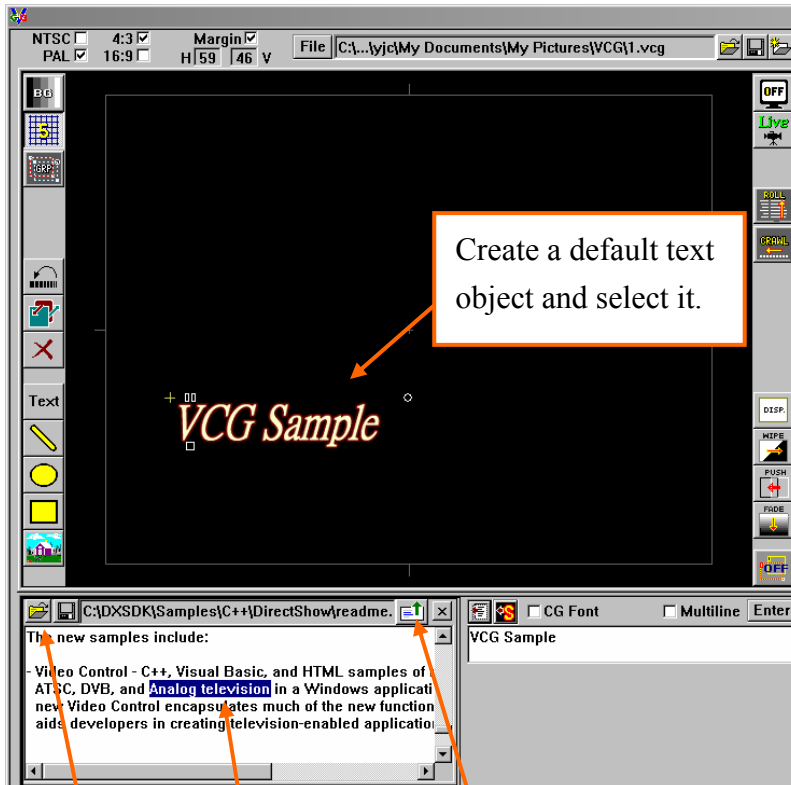 NTSC 4:3 Margin
PAL 16:9 H 59 46 V
File C:\...\yjc\My Documents\My Pictures\VCG\1.vcg
BG
5
GRP
OFF
Live
ROLL
CRAWL
Create a default text
object and select it.
Text
VCG Sample
DISP.
WIPE
PUSH
FADE
OFF
C:\DXSDK\Samples\C++\DirectShow\readme.
The new samples include:
- Video Control - C++, Visual Basic, and HTML samples of
ATSC, DVB, and Analog television in a Windows applicati
new Video Control encapsulates much of the new function
aids developers in creating television-enabled applicatio
S CG Font Multiline Enter
VCG Sample